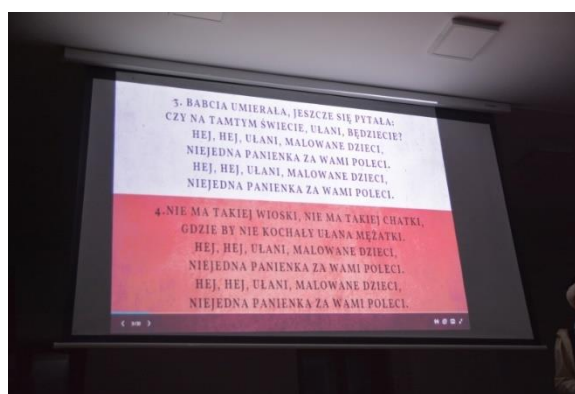 3. BABCIA UMIERAŁA, JESZCZE SIĘ PYTAŁA:
CZY NA TAMTYM ŚWIECIE, UŁANI, BĘDZIECIE?
HEJ, HEJ, UŁANI, MALOWANE DZIECI,
NIEJEDNA PANIENKA ZA WAMI POLECI.
HEJ, HEJ, UŁANI, MALOWANE DZIECI,
NIEJEDNA PANIENKA ZA WAMI POLECI.
4.NIE MA TAKIEJ WIOSKI, NIE MA TAKIEJ CHATKI,
GDZIE BY NIE KOCHAŁY UŁANA MĘŻATKI.
HEJ, HEJ, UŁANI, MALOWANE DZIECI,
NIEJEDNA PANIENKA ZA WAMI POLECI.
HEJ, HEJ, UŁANI, MALOWANE DZIECI,
NIEJEDNA PANIENKA ZA WAMI POLECI.